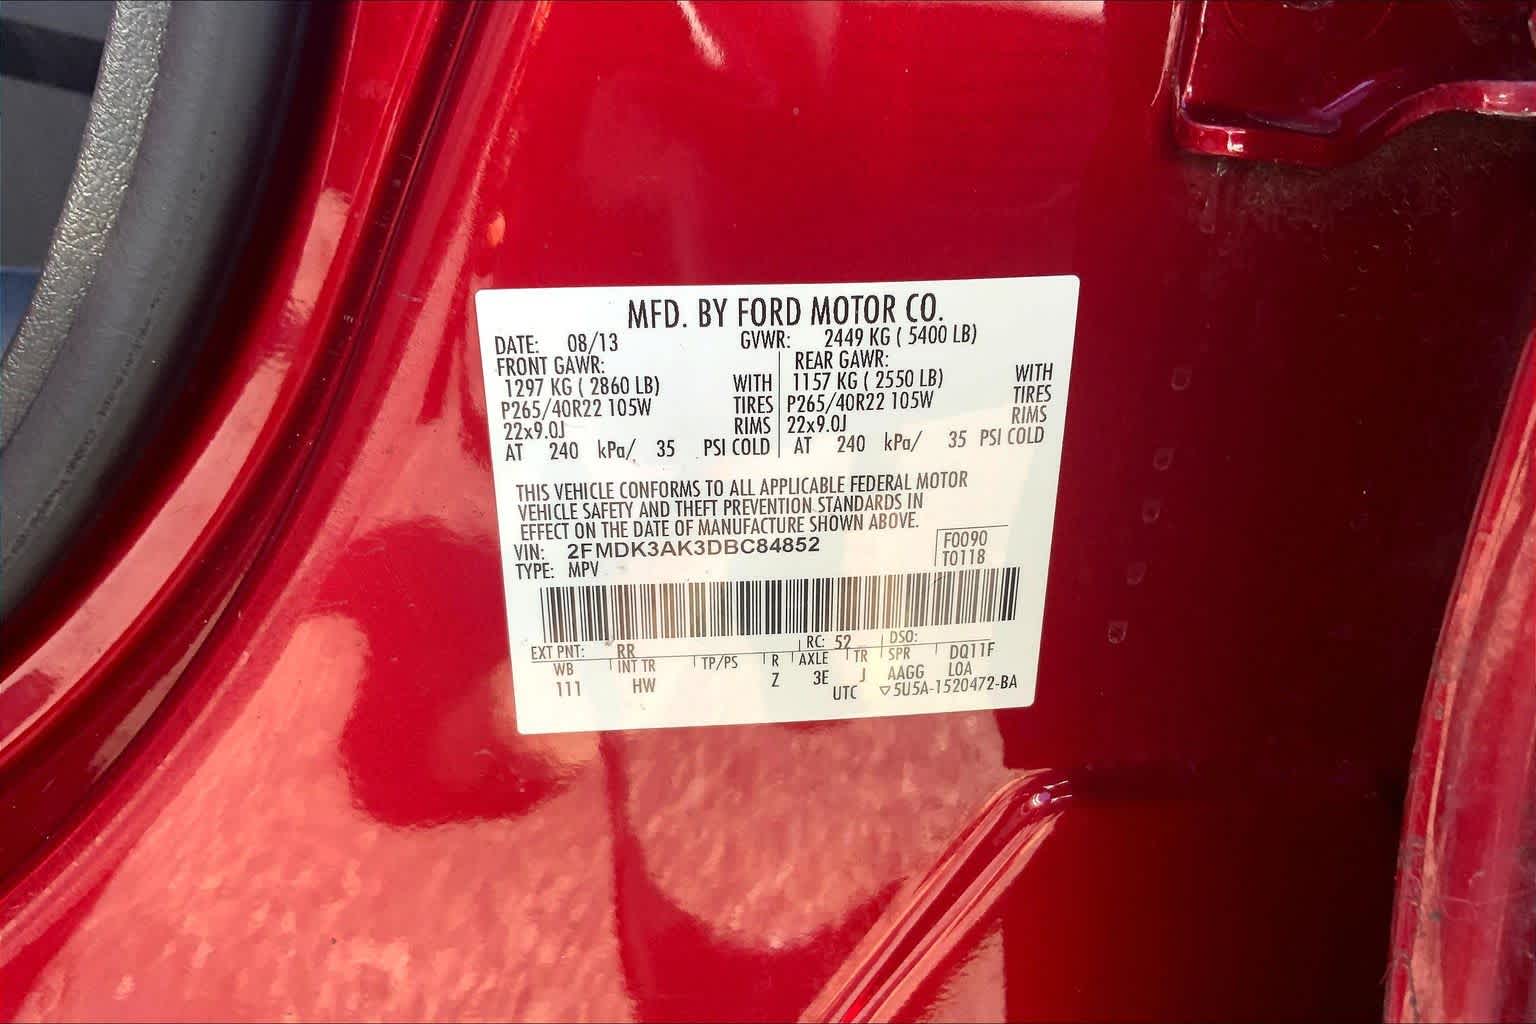 MFD. BY FORD MOTOR CO.
DATE: 08/13 GVWR: 2449 KG ( 5400 LB)
FRONT GAWR: REAR GAWR:
1297 KG ( 2860 LB) WITH 1157 KG ( 2550 LB) WITH
P265/40R22 105W TIRES P265/40R22 105W TIRES
22x9.0J RIMS 22x9.0J RIMS
AT 240 kPa/ 35 PSI COLD AT 240 kPa/ 35 PSI COLD
THIS VEHICLE CONFORMS TO ALL APPLICABLE FEDERAL MOTOR
VEHICLE SAFETY AND THEFT PREVENTION STANDARDS IN
EFFECT ON THE DATE OF MANUFACTURE SHOWN ABOVE.
VIN: 2FMDK3AK3DBC84852 F0090
TYPE: MPV T0118
EXT PNT: RR RC: 52 DSO:
WB INT TR TP/PS R AXLE TR SPR DQ11F
111 HW Z 3E J AAGG LOA
UTC ▽5U5A-1520472-BA